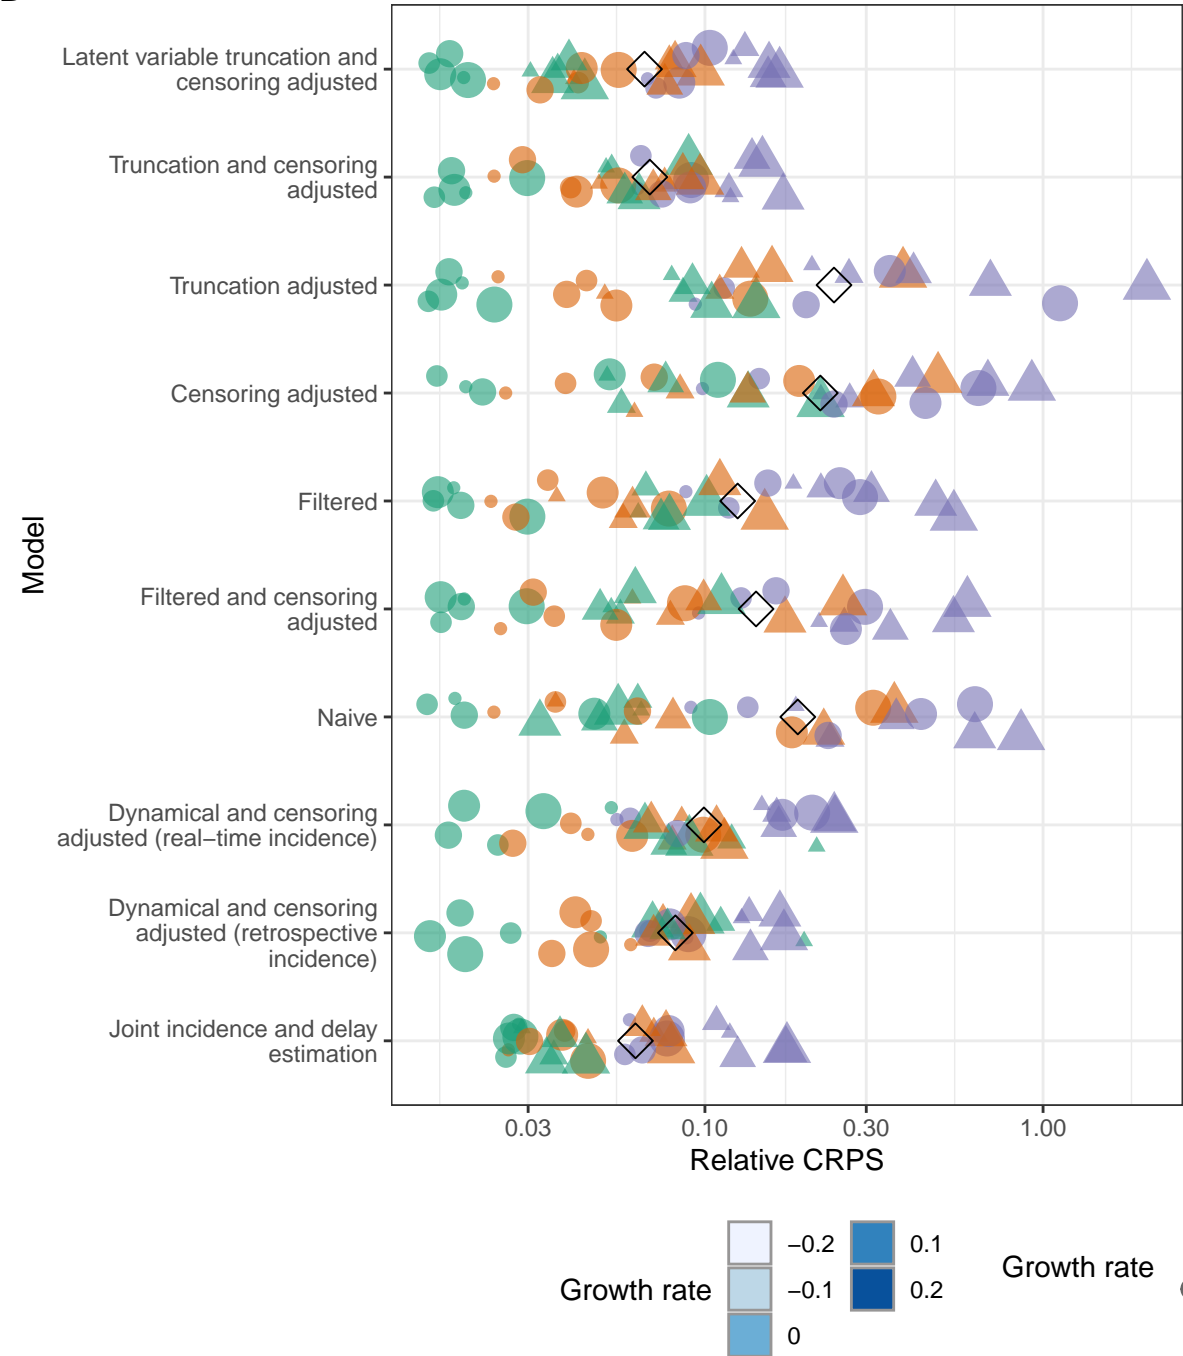 Latent variable truncation and
censoring adjusted
Truncation and censoring
adjusted
Truncation adjusted
Censoring adjusted
Filtered
Filtered and censoring
adjusted
Naive
Dynamical and censoring
adjusted (real−time incidence)
Dynamical and censoring
adjusted (retrospective
incidence)
Joint incidence and delay
estimation
Model
0.03 0.10 0.30 1.00
Relative CRPS
Growth rate
−0.2 0.1
−0.1 0.2
0
Growth rate